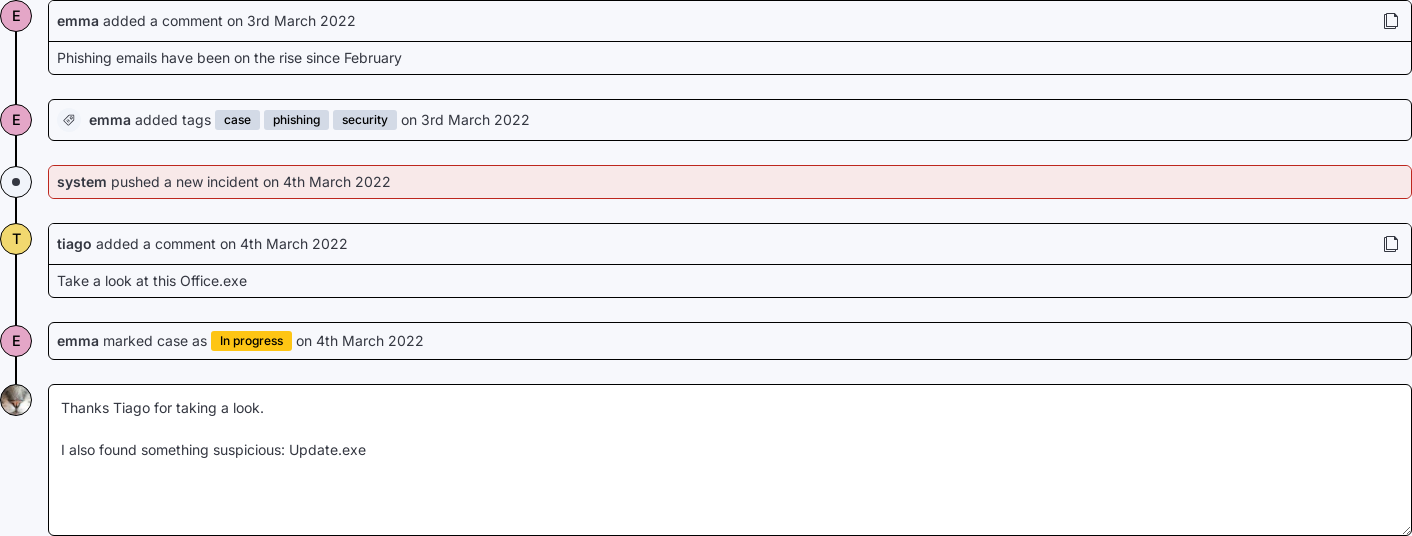 E
emma added a comment on 3rd March 2022
Phishing emails have been on the rise since February
E
emma added tags case phishing security on 3rd March 2022
system pushed a new incident on 4th March 2022
T
tiago added a comment on 4th March 2022
Take a look at this Office.exe
E
emma marked case as In progress on 4th March 2022
Thanks Tiago for taking a look.
I also found something suspicious: Update.exe